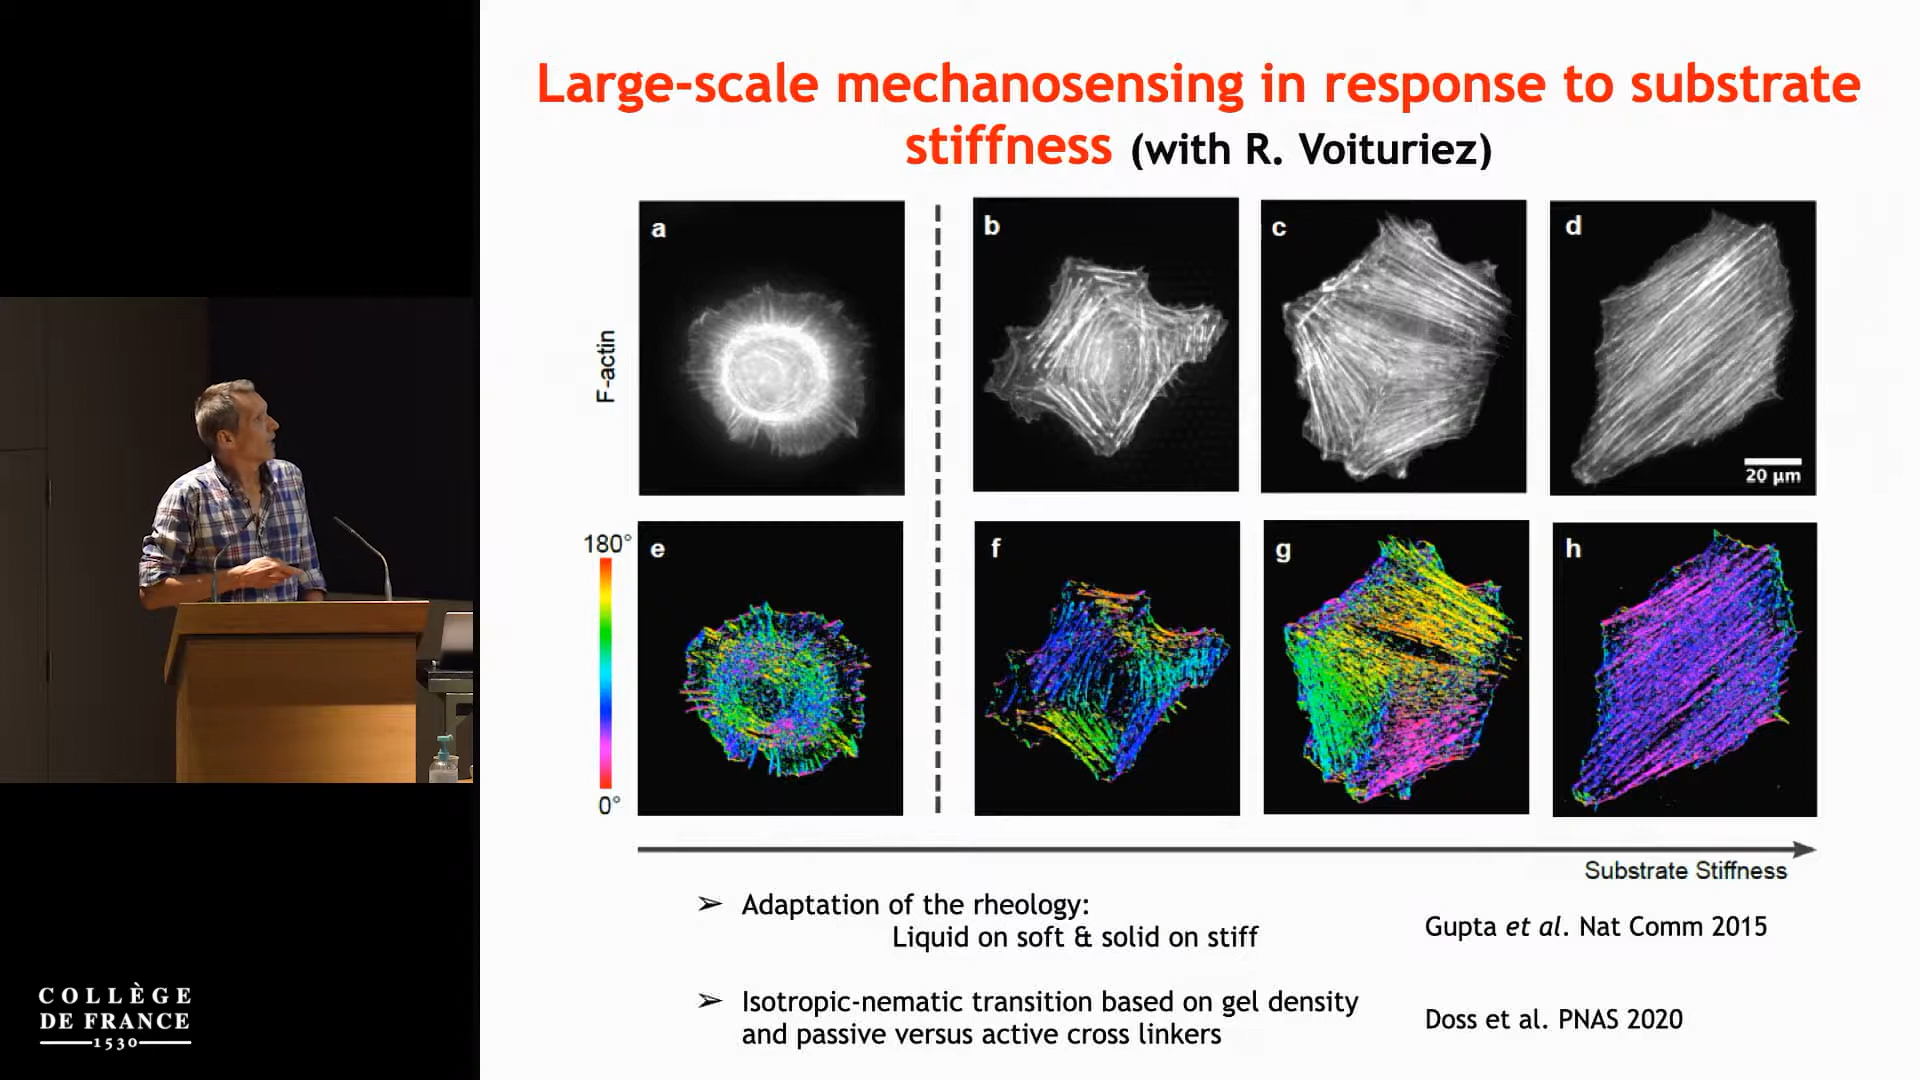 Large-scale mechanosensing in response to substrate
stiffness (with R. Voituriez)
a
b
c
d
F-actin
20 µm
180°
e
f
g
h
0°
Substrate Stiffness
➢ Adaptation of the rheology:
Liquid on soft & solid on stiff
Gupta et al. Nat Comm 2015
➢ Isotropic-nematic transition based on gel density
and passive versus active cross linkers
Doss et al. PNAS 2020
COLLÈGE
DE FRANCE
1530